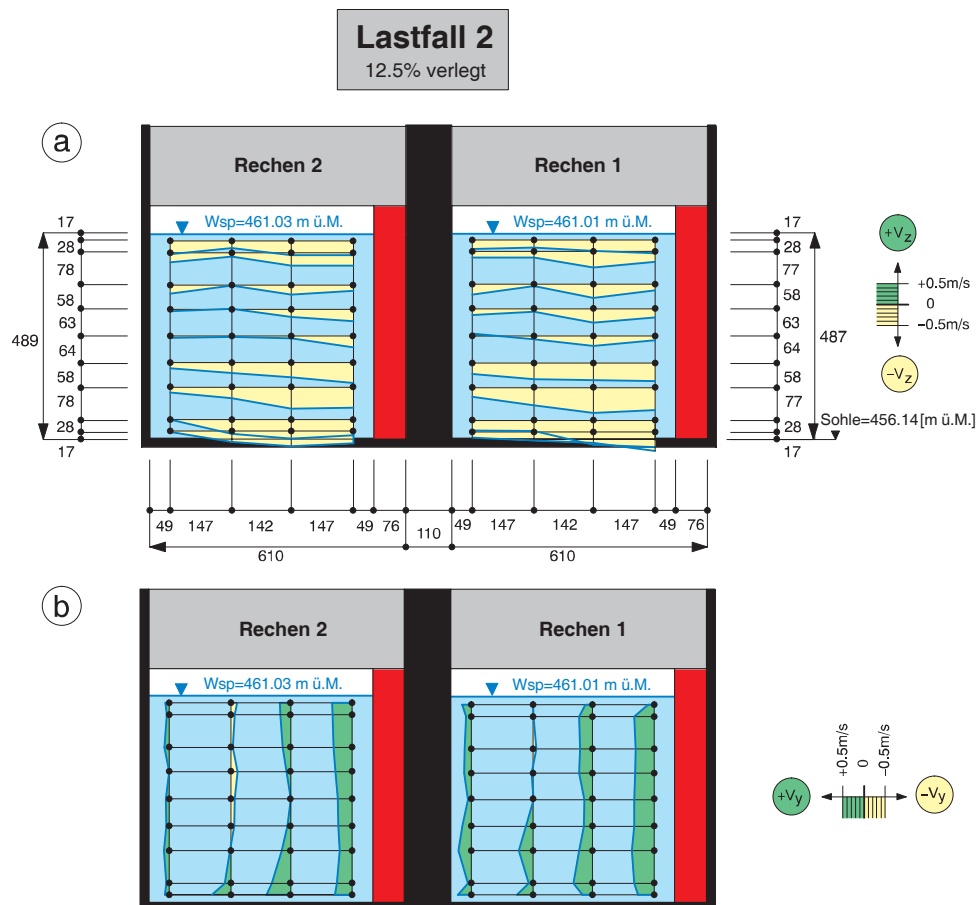 Lastfall 2
12.5% verlegt
a
Rechen 2
Rechen 1
Wsp=461.03 m ü.M.
Wsp=461.01 m ü.M.
17
28
78
58
63
64
58
78
28
17
489
17
28
77
58
63
64
58
77
28
17
487
+Vz
+0.5m/s
0
−0.5m/s
−Vz
Sohle=456.14[m ü.M.]
49 147 142 147 49 76 110 49 147 142 147 49 76
610 610
b
Rechen 2
Rechen 1
Wsp=461.03 m ü.M.
Wsp=461.01 m ü.M.
+0.5m/s
0
−0.5m/s
+Vy
−Vy